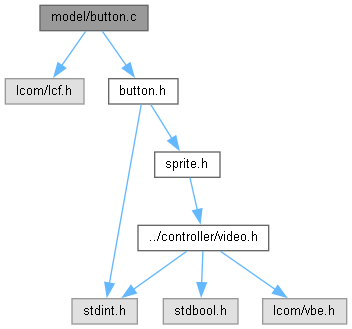 model/button.c
lcom/lcf.h
button.h
sprite.h
../controller/video.h
stdint.h
stdbool.h
lcom/vbe.h